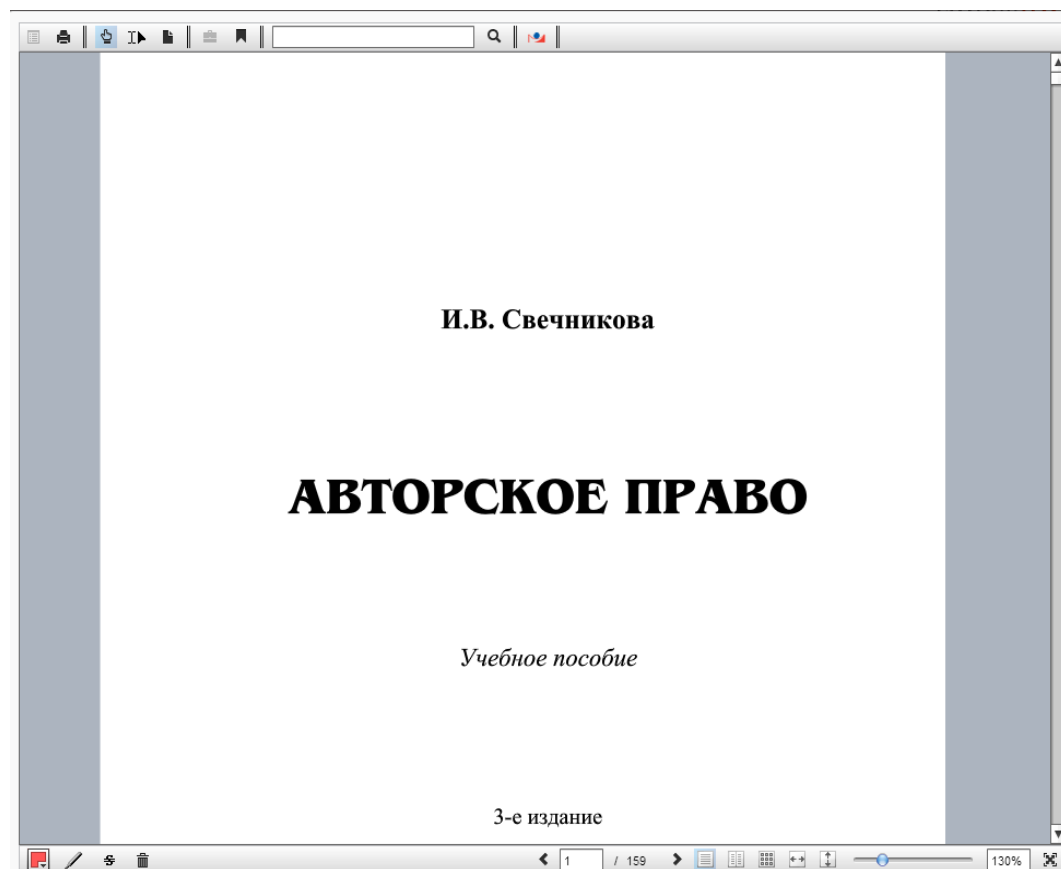 И.В. Свечникова
АВТОРСКОЕ ПРАВО
Учебное пособие
3-е издание
1 / 159 130%